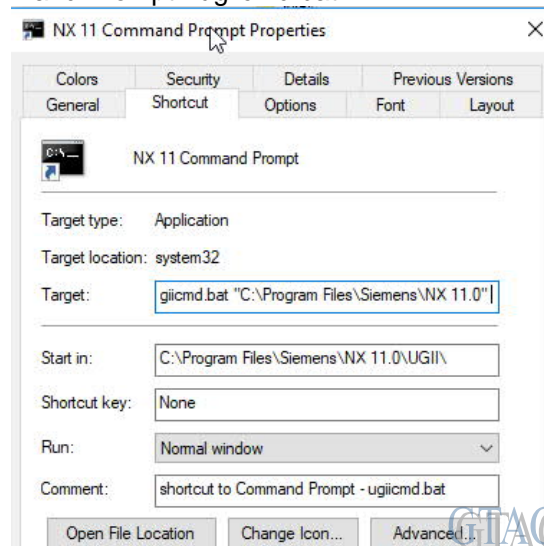 NX 11 Command Prompt Properties
Colors Security Details Previous Versions
General Shortcut Options Font Layout
C:\
NX 11 Command Prompt
Target type: Application
Target location: system32
Target: giicmd.bat "C:\Program Files\Siemens\NX 11.0"
Start in: C:\Program Files\Siemens\NX 11.0\UGII\
Shortcut key: None
Run: Normal window
Comment: shortcut to Command Prompt - ugiicmd.bat
Open File Location Change Icon... Advanced...
GTAC